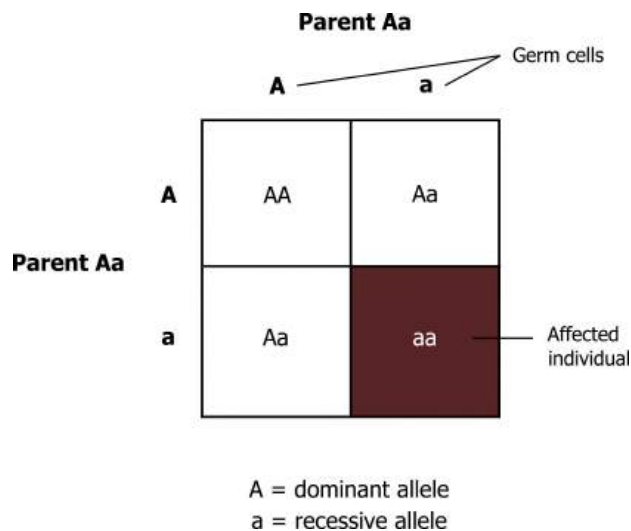 Parent Aa
Germ cells
A
a
A
AA
Aa
Parent Aa
a
Aa
aa
Affected
individual
A = dominant allele
a = recessive allele